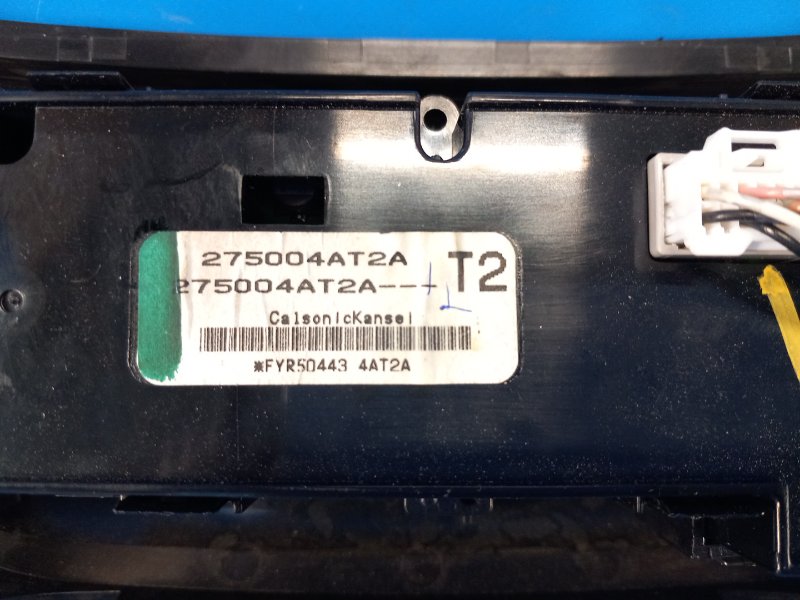 275004AT2A
275004AT2A---
T2
CalsonicKansei
*FYR50443 4AT2A